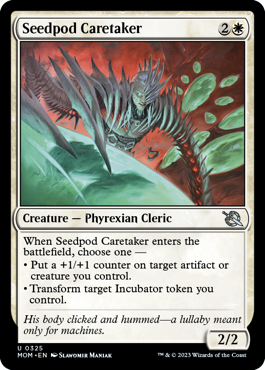 Seedpod Caretaker 2
Creature — Phyrexian Cleric
When Seedpod Caretaker enters the
battlefield, choose one —
• Put a +1/+1 counter on target artifact or
creature you control.
• Transform target Incubator token you
control.
His body clicked and hummed—a lullaby meant
only for machines.
2/2
U 0325
MOM • EN Slawomir Maniak
™ & © 2023 Wizards of the Coast